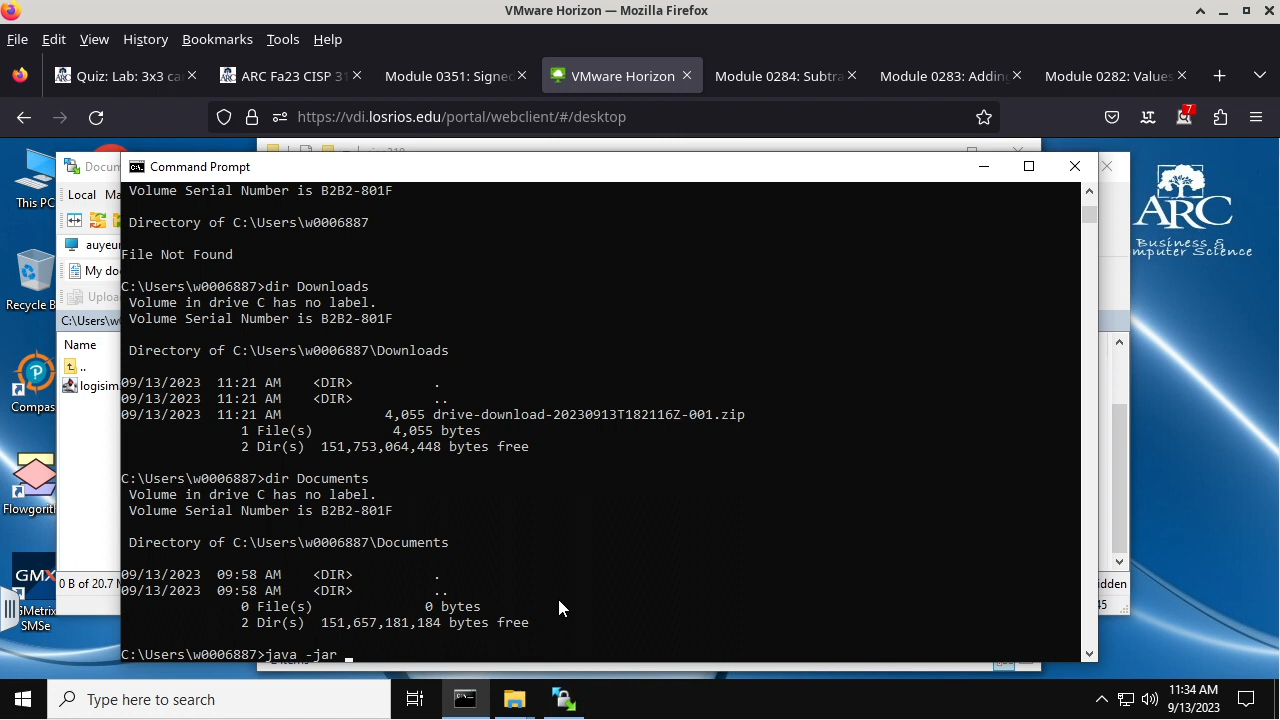 VMware Horizon — Mozilla Firefox
File Edit View History Bookmarks Tools Help
Quiz: Lab: 3x3 ca
ARC Fa23 CISP 31
Module 0351: Signed
VMware Horizon
Module 0284: Subtra
Module 0283: Adding
Module 0282: Values
https://vdi.losrios.edu/portal/webclient/#/desktop
7
This PC
Recycle B
Compas
Flowgorit
GMX
GMetrix
SMSe
Docum
Local Ma
auyeun
My doc
Uploa
C:\Users\w0
Name
..
logisim
0 B of 20.7 M
Command Prompt
Volume Serial Number is B2B2-801F
Directory of C:\Users\w0006887
File Not Found
C:\Users\w0006887>dir Downloads
Volume in drive C has no label.
Volume Serial Number is B2B2-801F
Directory of C:\Users\w0006887\Downloads
09/13/2023  11:21 AM    <DIR>          .
09/13/2023  11:21 AM    <DIR>          ..
09/13/2023  11:21 AM             4,055 drive-download-20230913T182116Z-001.zip
1 File(s)          4,055 bytes
2 Dir(s)  151,753,064,448 bytes free
C:\Users\w0006887>dir Documents
Volume in drive C has no label.
Volume Serial Number is B2B2-801F
Directory of C:\Users\w0006887\Documents
09/13/2023  09:58 AM    <DIR>          .
09/13/2023  09:58 AM    <DIR>          ..
0 File(s)              0 bytes
2 Dir(s)  151,657,181,184 bytes free
C:\Users\w0006887>java -jar
ARC
Business &
mputer Science
idden
45
Type here to search
11:34 AM
9/13/2023